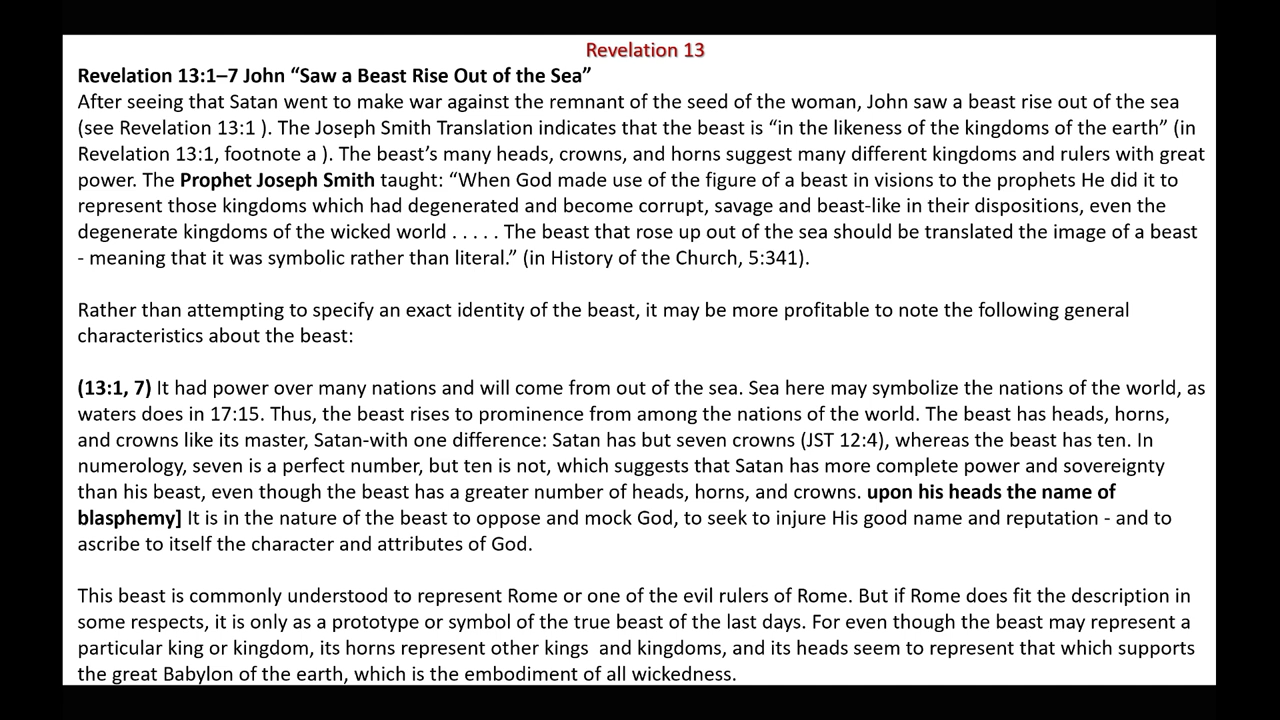 Revelation 13
Revelation 13:1–7 John “Saw a Beast Rise Out of the Sea”
After seeing that Satan went to make war against the remnant of the seed of the woman, John saw a beast rise out of the sea
(see Revelation 13:1 ). The Joseph Smith Translation indicates that the beast is “in the likeness of the kingdoms of the earth” (in
Revelation 13:1, footnote a ). The beast’s many heads, crowns, and horns suggest many different kingdoms and rulers with great
power. The Prophet Joseph Smith taught: “When God made use of the figure of a beast in visions to the prophets He did it to
represent those kingdoms which had degenerated and become corrupt, savage and beast-like in their dispositions, even the
degenerate kingdoms of the wicked world . . . . . The beast that rose up out of the sea should be translated the image of a beast
- meaning that it was symbolic rather than literal.” (in History of the Church, 5:341).
Rather than attempting to specify an exact identity of the beast, it may be more profitable to note the following general
characteristics about the beast:
(13:1, 7) It had power over many nations and will come from out of the sea. Sea here may symbolize the nations of the world, as
waters does in 17:15. Thus, the beast rises to prominence from among the nations of the world. The beast has heads, horns,
and crowns like its master, Satan-with one difference: Satan has but seven crowns (JST 12:4), whereas the beast has ten. In
numerology, seven is a perfect number, but ten is not, which suggests that Satan has more complete power and sovereignty
than his beast, even though the beast has a greater number of heads, horns, and crowns. upon his heads the name of
blasphemy] It is in the nature of the beast to oppose and mock God, to seek to injure His good name and reputation - and to
ascribe to itself the character and attributes of God.
This beast is commonly understood to represent Rome or one of the evil rulers of Rome. But if Rome does fit the description in
some respects, it is only as a prototype or symbol of the true beast of the last days. For even though the beast may represent a
particular king or kingdom, its horns represent other kings  and kingdoms, and its heads seem to represent that which supports
the great Babylon of the earth, which is the embodiment of all wickedness.